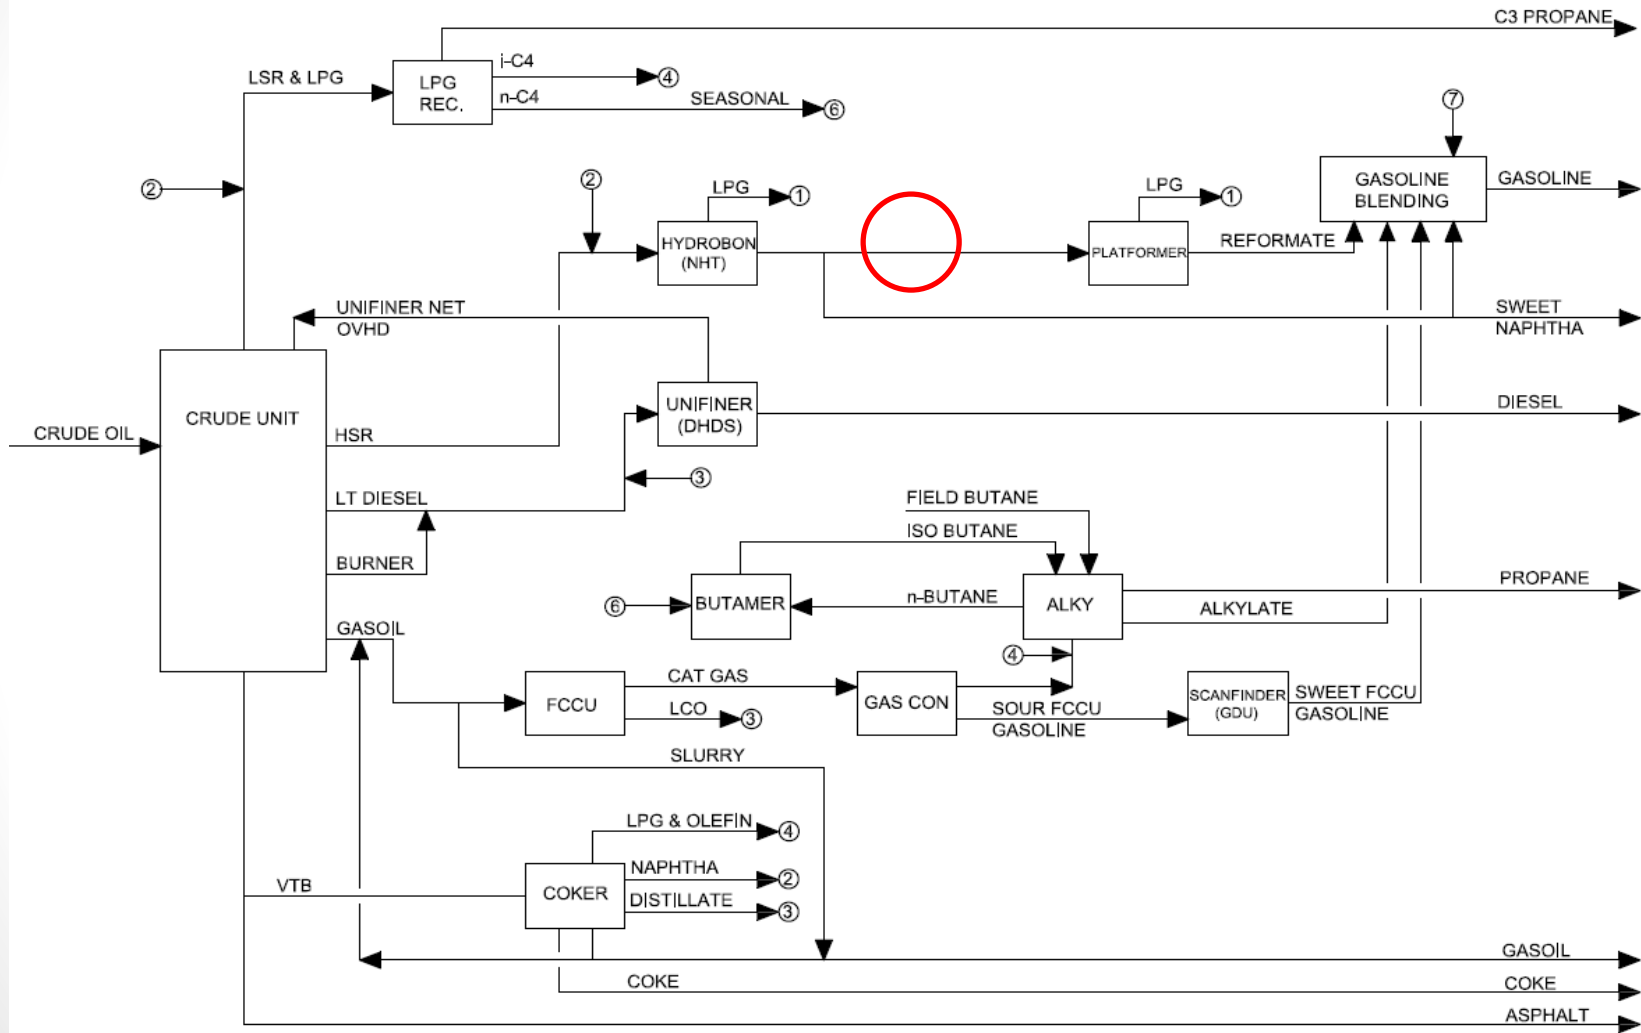 C3 PROPANE
LSR & LPG
LPG
REC.
i-C4
④
n-C4
SEASONAL
⑥
⑦
②
②
LPG
①
LPG
①
GASOLINE
BLENDING
GASOLINE
HYDROBON
(NHT)
PLATFORMER
REFORMATE
UNIFINER NET
OVHD
SWEET
NAPHTHA
CRUDE UNIT
UNIFINER
(DHDS)
DIESEL
CRUDE OIL
HSR
③
LT DIESEL
FIELD BUTANE
ISO BUTANE
BURNER
PROPANE
⑥
BUTAMER
n-BUTANE
ALKY
ALKYLATE
GASOIL
④
FCCU
CAT GAS
LCO
③
GAS CON
SOUR FCCU
GASOLINE
SCANFINDER
(GDU)
SWEET FCCU
GASOLINE
SLURRY
LPG & OLEFIN
④
VTB
COKER
NAPHTHA
②
DISTILLATE
③
GASOIL
COKE
COKE
ASPHALT